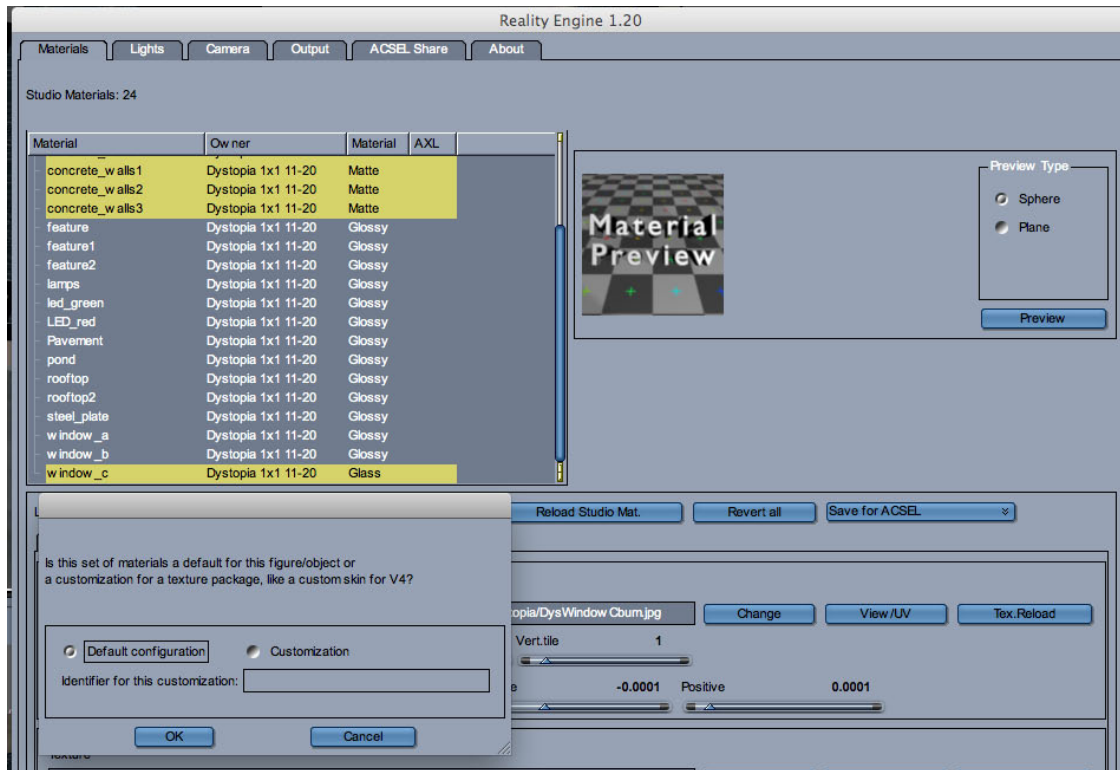 Reality Engine 1.20
Materials Lights Camera Output ACSEL Share About
Studio Materials: 24
Material Owner Material AXL
concrete_walls1 Dystopia 1x1 11-20 Matte
concrete_walls2 Dystopia 1x1 11-20 Matte
concrete_walls3 Dystopia 1x1 11-20 Matte
feature Dystopia 1x1 11-20 Glossy
feature1 Dystopia 1x1 11-20 Glossy
feature2 Dystopia 1x1 11-20 Glossy
lamps Dystopia 1x1 11-20 Glossy
led_green Dystopia 1x1 11-20 Glossy
LED_red Dystopia 1x1 11-20 Glossy
Pavement Dystopia 1x1 11-20 Glossy
pond Dystopia 1x1 11-20 Glossy
rooftop Dystopia 1x1 11-20 Glossy
rooftop2 Dystopia 1x1 11-20 Glossy
steel_plate Dystopia 1x1 11-20 Glossy
window_a Dystopia 1x1 11-20 Glossy
window_b Dystopia 1x1 11-20 Glossy
window_c Dystopia 1x1 11-20 Glass
Material
Preview
Preview Type
Sphere
Plane
Preview
Reload Studio Mat. Revert all Save for ACSEL
Is this set of materials a default for this figure/object or
a customization for a texture package, like a custom skin for V4?
Default configuration Customization
Identifier for this customization:
OK Cancel
opia/DysWindow Cbum.jpg Change View/UV Tex.Reload
Vert.tile 1
-0.0001 Positive 0.0001
Texture